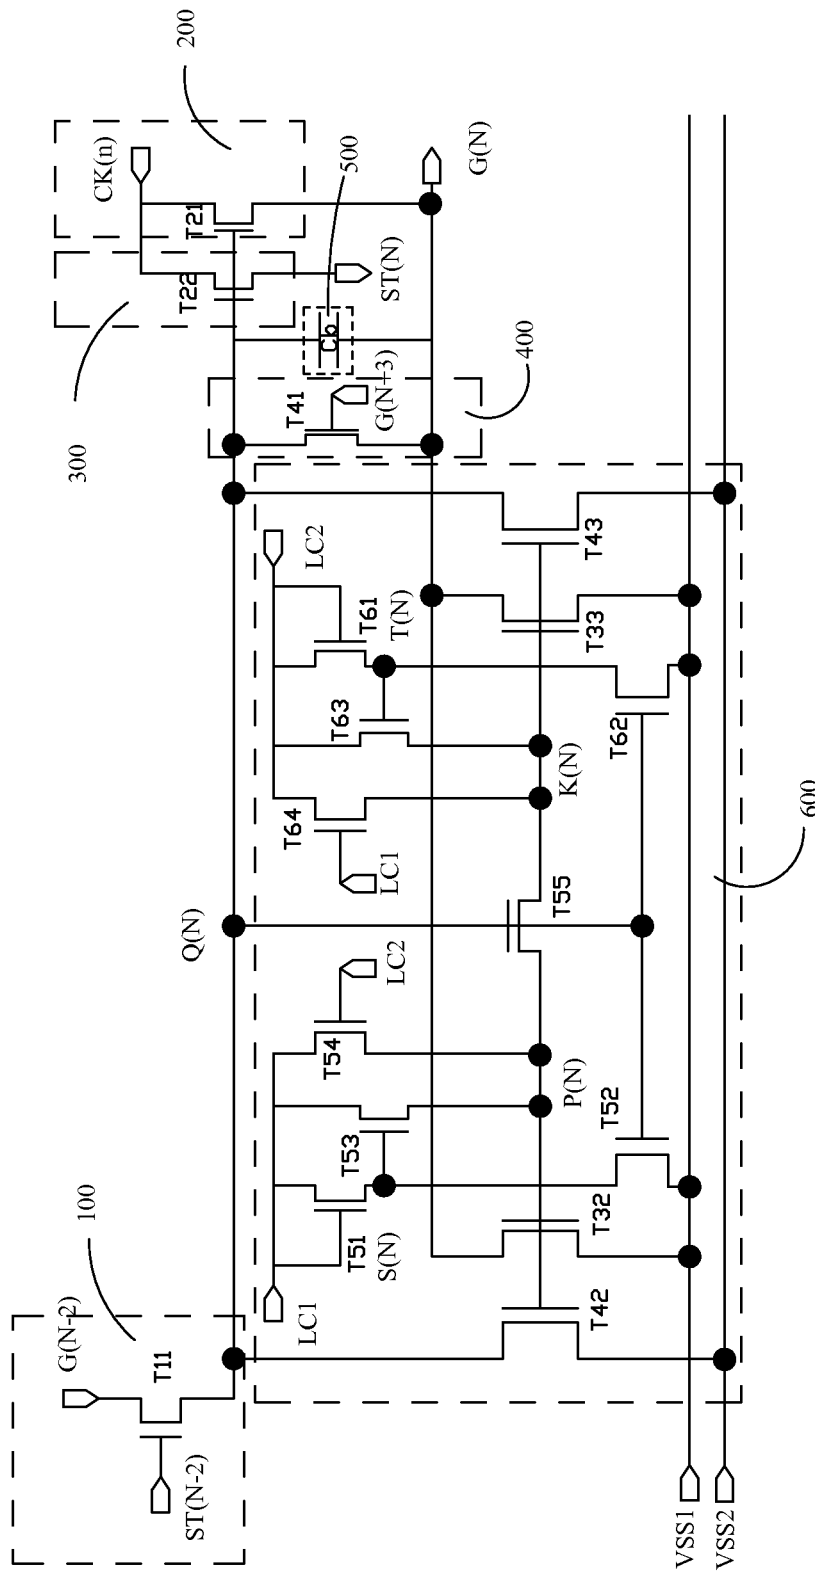 100
G(N-2)
T11
ST(N-2)
Q(N)
300
T22
T21
CK(n)
200
ST(N)
Cb
500
G(N)
T41
G(N+3)
400
LC1
T51
S(N)
T53
T54
LC2
P(N)
T55
T64
LC1
T63
T61
LC2
T(N)
K(N)
T42
T32
T52
T62
T33
T43
600
VSS1
VSS2